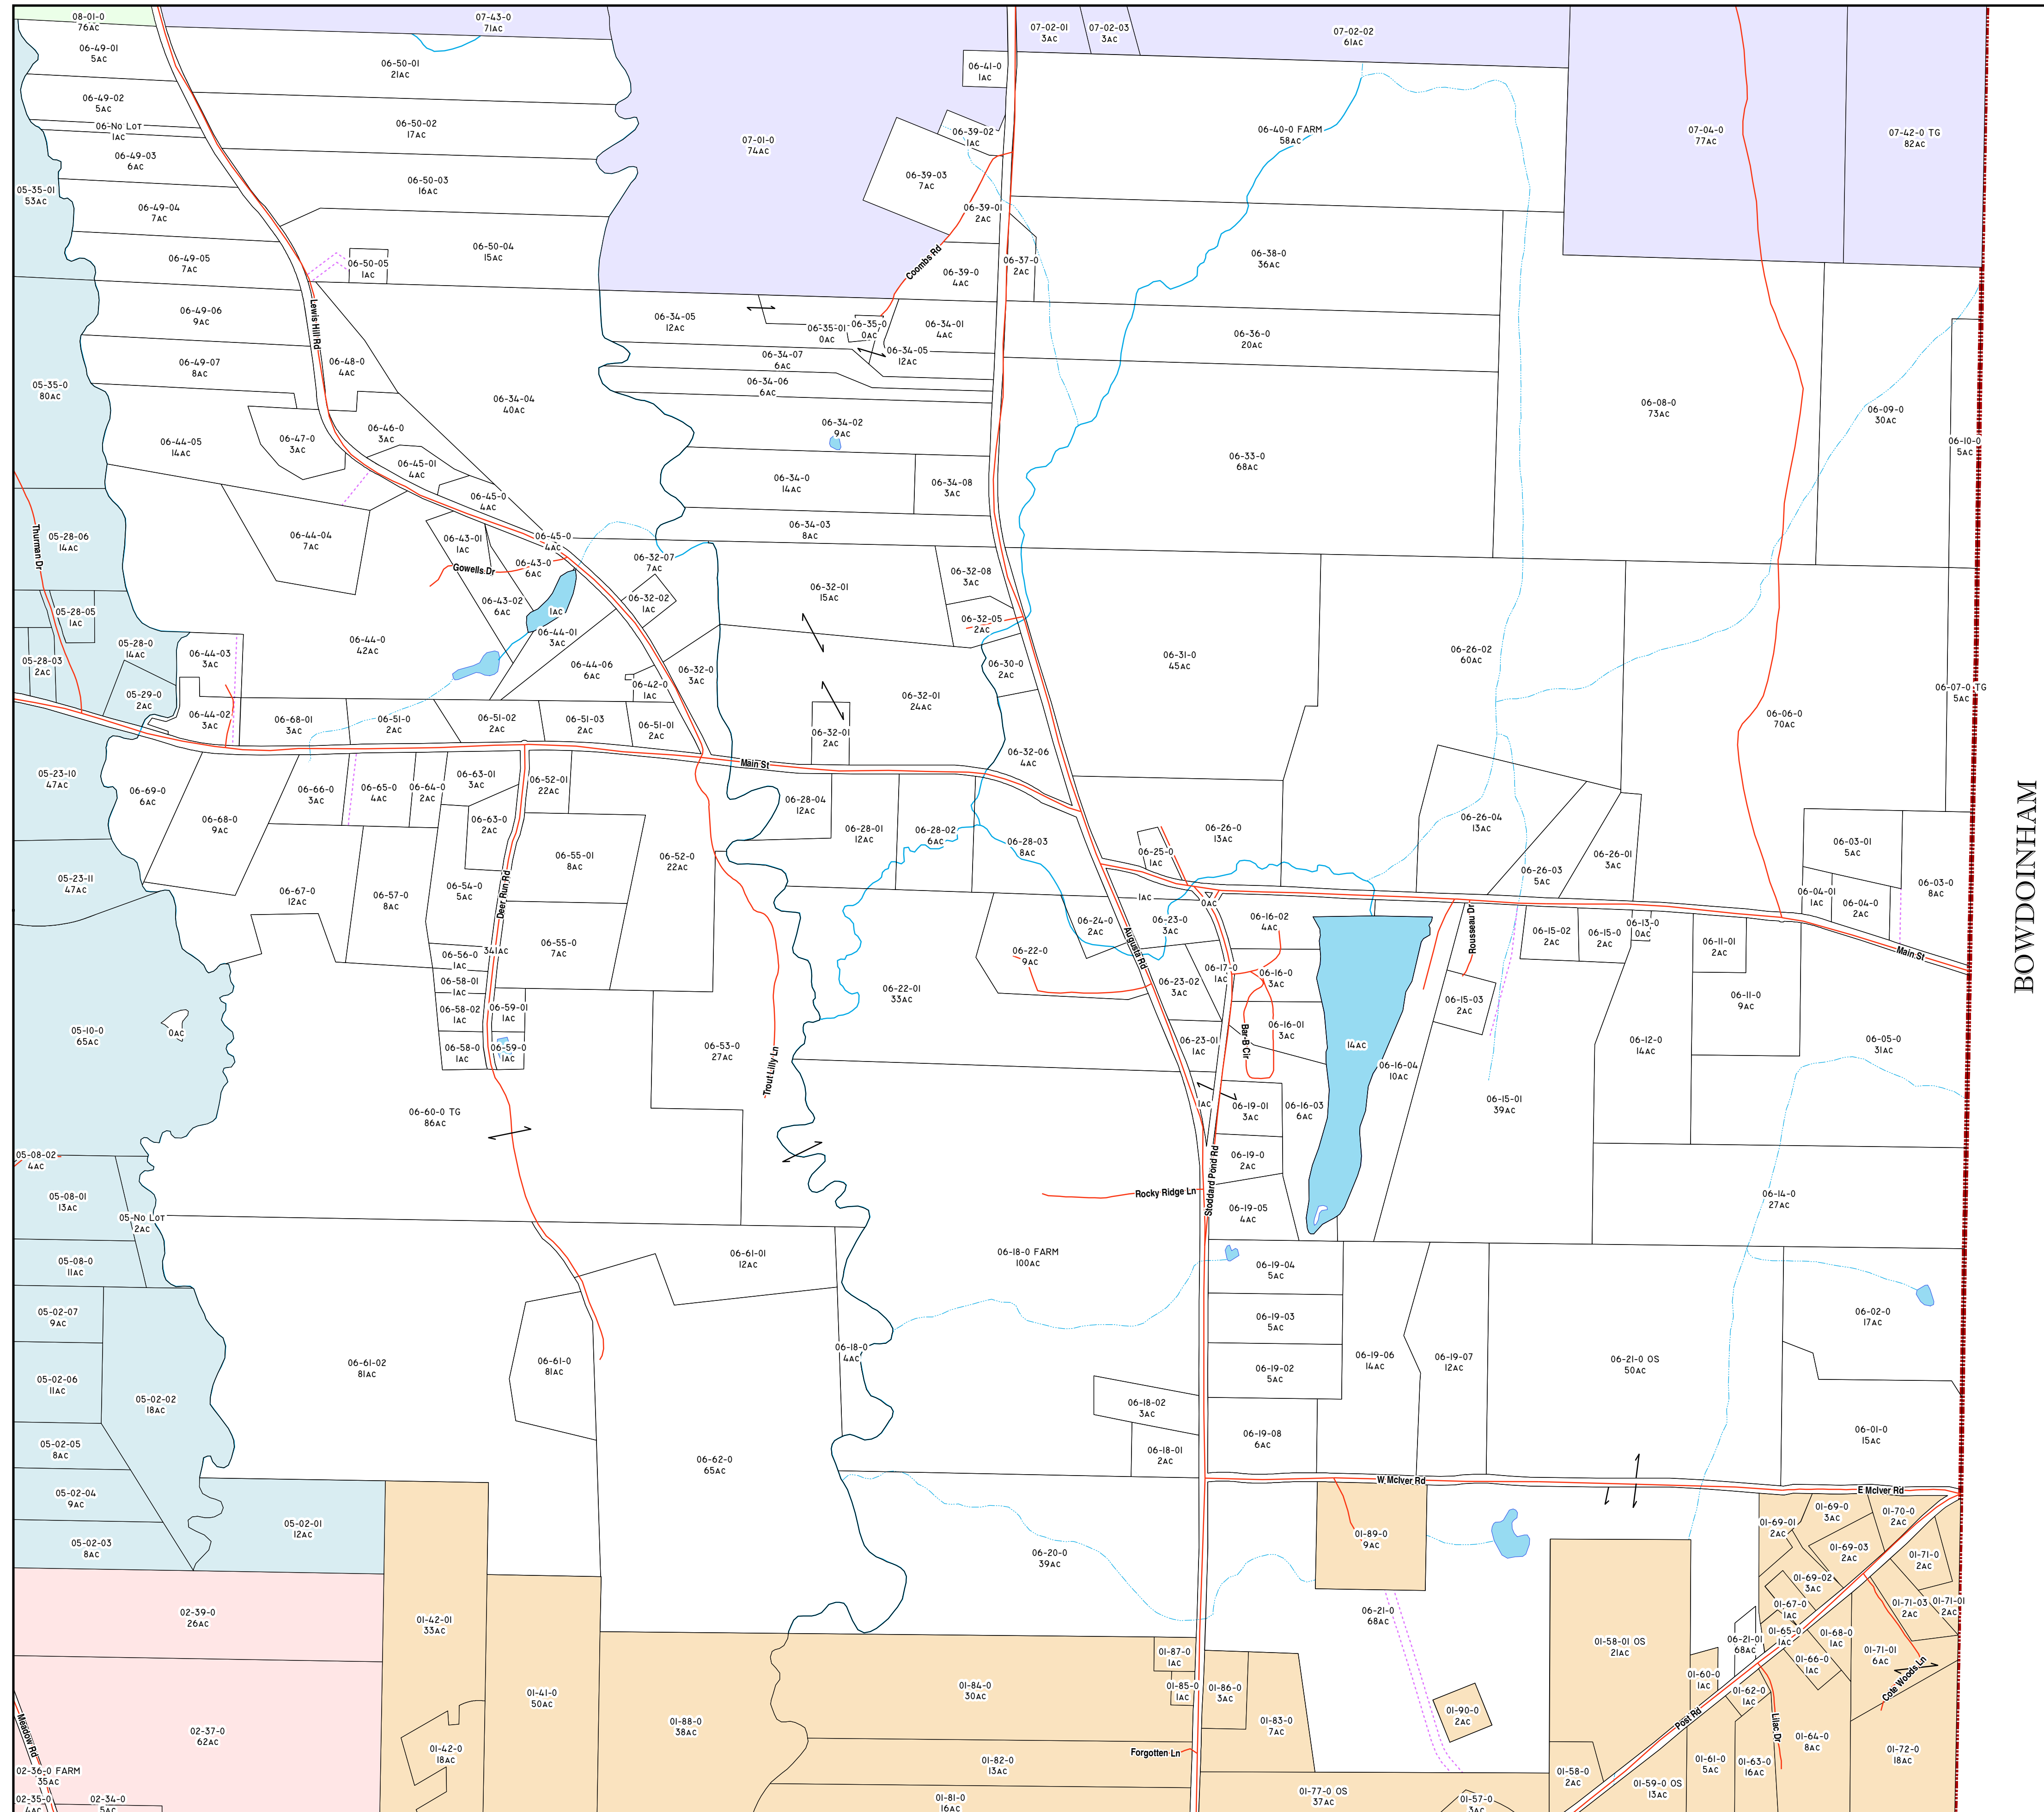 08-01-0
76AC
07-43-0
71AC
07-02-01
3AC
07-02-03
3AC
07-02-02
61AC
06-49-01
5AC
06-50-01
21AC
06-41-0
1AC
06-49-02
5AC
06-No Lot
1AC
06-50-02
17AC
07-01-0
74AC
06-39-02
1AC
06-40-0 FARM
58AC
07-04-0
77AC
07-42-0 TG
82AC
06-49-03
6AC
05-35-01
53AC
06-50-03
16AC
06-39-03
7AC
06-49-04
7AC
06-39-01
2AC
06-50-04
15AC
06-49-05
7AC
06-50-05
1AC
Coombs Rd
06-39-0
4AC
06-37-0
2AC
06-38-0
36AC
06-49-06
9AC
Lewis Hill Rd
06-34-05
12AC
06-35-01
0AC
06-35-0
0AC
06-34-01
4AC
06-36-0
20AC
06-34-05
12AC
06-49-07
8AC
06-48-0
4AC
06-34-07
6AC
06-34-06
6AC
05-35-0
80AC
06-34-04
40AC
06-08-0
73AC
06-09-0
30AC
06-44-05
14AC
06-47-0
3AC
06-46-0
3AC
06-34-02
9AC
06-10-0
5AC
06-45-01
4AC
06-33-0
68AC
06-34-0
14AC
06-34-08
3AC
06-45-0
4AC
06-34-03
8AC
Thurman Dr
05-28-06
14AC
06-44-04
7AC
06-43-01
1AC
06-45-0
4AC
Gowells Dr
06-43-0
6AC
06-32-07
7AC
06-32-01
15AC
06-32-08
3AC
05-28-05
1AC
06-43-02
6AC
1AC
06-32-02
1AC
06-32-05
2AC
06-44-0
42AC
06-44-01
3AC
05-28-0
14AC
05-28-03
2AC
06-44-03
3AC
06-44-06
6AC
06-32-0
3AC
06-30-0
2AC
06-31-0
45AC
06-26-02
60AC
06-07-0 TG
5AC
05-29-0
2AC
06-42-0
1AC
06-32-01
24AC
06-44-02
3AC
06-68-01
3AC
06-51-0
2AC
06-51-02
2AC
06-51-03
2AC
06-51-01
2AC
06-32-01
2AC
06-06-0
70AC
06-32-06
4AC
Main St
05-23-10
47AC
06-69-0
6AC
06-66-0
3AC
06-65-0
4AC
06-64-0
2AC
06-63-01
3AC
06-52-01
22AC
06-68-0
9AC
06-63-0
2AC
06-28-04
12AC
06-28-01
12AC
06-28-02
6AC
06-28-03
8AC
06-26-0
13AC
06-26-04
13AC
06-25-0
1AC
06-26-01
3AC
06-03-01
5AC
05-23-11
47AC
06-55-01
8AC
06-52-0
22AC
06-26-03
5AC
06-03-0
8AC
06-67-0
12AC
06-57-0
8AC
06-54-0
5AC
Deer Run Rd
1AC
0AC
06-04-01
1AC
06-04-0
2AC
06-24-0
2AC
06-23-0
3AC
06-16-02
4AC
Rousseau Dr
06-15-02
2AC
06-15-0
2AC
06-13-0
0AC
06-56-0
1AC
341AC
06-55-0
7AC
06-22-0
9AC
Augusta Rd
06-11-01
2AC
Main St
BOWDOINHAM
06-58-01
1AC
06-22-01
33AC
06-23-02
3AC
06-17-0
1AC
06-16-0
3AC
06-15-03
2AC
06-11-0
9AC
06-58-02
1AC
06-59-01
1AC
05-10-0
65AC
0AC
06-58-0
1AC
06-59-0
1AC
06-53-0
27AC
Trout Lilly Ln
06-23-01
1AC
Bar-B Cir
06-16-01
3AC
14AC
06-16-04
10AC
06-12-0
14AC
06-05-0
31AC
06-60-0 TG
86AC
1AC
06-19-01
3AC
06-16-03
6AC
06-15-01
39AC
05-08-02
4AC
06-19-0
2AC
Stoddard Pond Rd
05-08-01
13AC
Rocky Ridge Ln
06-14-0
27AC
05-No Lot
2AC
06-19-05
4AC
05-08-0
11AC
06-61-01
12AC
06-18-0 FARM
100AC
06-19-04
5AC
05-02-07
9AC
06-19-03
5AC
06-02-0
17AC
06-61-02
81AC
06-61-0
81AC
06-18-0
4AC
06-19-06
14AC
06-19-07
12AC
06-21-0 OS
50AC
05-02-06
11AC
05-02-02
18AC
06-19-02
5AC
06-18-02
3AC
05-02-05
8AC
06-62-0
65AC
06-18-01
2AC
06-19-08
6AC
06-01-0
15AC
W McIver Rd
E McIver Rd
05-02-04
9AC
05-02-01
12AC
05-02-03
8AC
06-20-0
39AC
01-89-0
9AC
01-69-01
2AC
01-69-0
3AC
01-70-0
2AC
01-69-03
2AC
01-71-0
2AC
01-69-02
3AC
02-39-0
26AC
01-42-01
33AC
06-21-0
68AC
01-67-0
1AC
01-71-03
2AC
01-71-01
2AC
01-58-01 OS
21AC
06-21-01
68AC
01-65-0
1AC
01-68-0
1AC
01-66-0
1AC
01-71-01
6AC
01-87-0
1AC
01-84-0
30AC
01-85-0
1AC
01-86-0
3AC
01-60-0
1AC
01-62-0
1AC
Cote Woods Ln
01-41-0
50AC
01-88-0
38AC
01-83-0
7AC
01-90-0
2AC
Post Rd
Lilac Dr
Meadow Rd
02-37-0
62AC
01-42-0
18AC
Forgotten Ln
01-64-0
8AC
01-72-0
18AC
01-82-0
13AC
01-61-0
5AC
01-63-0
16AC
02-36-0 FARM
35AC
01-58-0
2AC
01-59-0 OS
13AC
02-35-0
4AC
02-34-0
5AC
01-81-0
16AC
01-77-0 OS
37AC
01-57-0
3AC